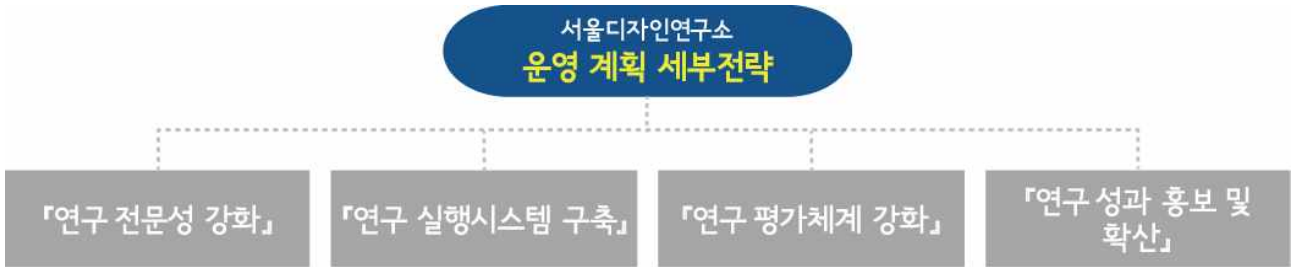 서울디자인연구소
운영 계획 세부전략
『연구 전문성 강화』
『연구 실행시스템 구축』
『연구 평가체계 강화』
『연구 성과 홍보 및
확산』